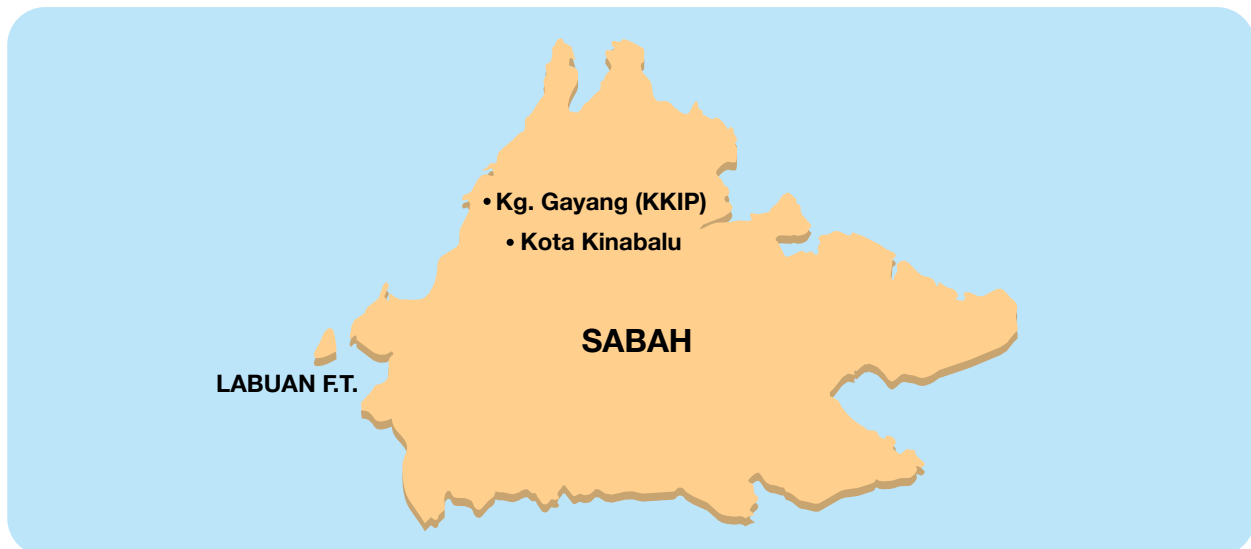 • Kg. Gayang (KKIP)
• Kota Kinabalu
SABAH
LABUAN F.T.